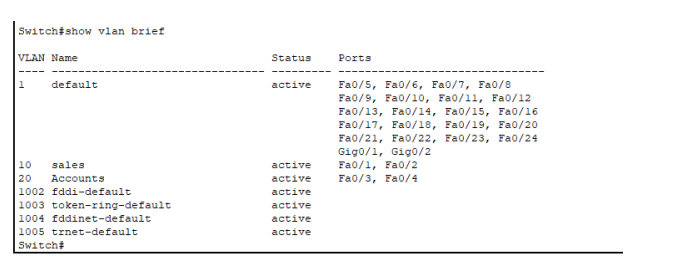 Switch#show vlan brief
VLAN Name                             Status    Ports
---- -------------------------------- --------- -------------------------------
1    default                          active    Fa0/5, Fa0/6, Fa0/7, Fa0/8
                                                Fa0/9, Fa0/10, Fa0/11, Fa0/12
                                                Fa0/13, Fa0/14, Fa0/15, Fa0/16
                                                Fa0/17, Fa0/18, Fa0/19, Fa0/20
                                                Fa0/21, Fa0/22, Fa0/23, Fa0/24
                                                Gig0/1, Gig0/2
10   sales                            active    Fa0/1, Fa0/2
20   Accounts                         active    Fa0/3, Fa0/4
1002 fddi-default                     active
1003 token-ring-default               active
1004 fddinet-default                  active
1005 trnet-default                    active
Switch#